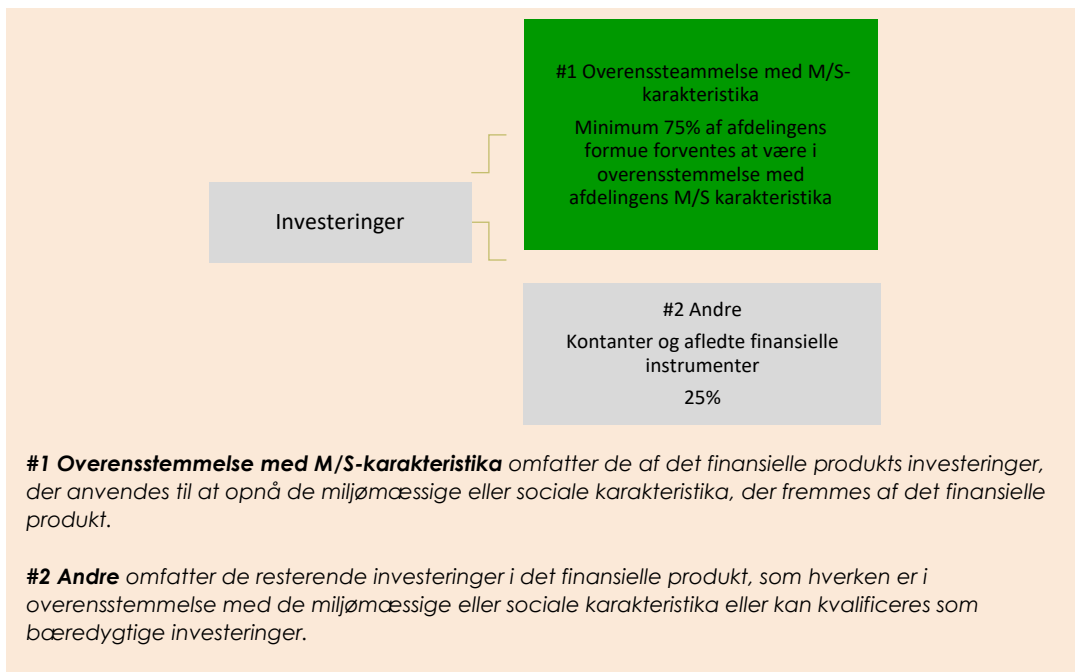 #1 Overenssteammelse med M/S-
karakteristika
Minimum 75% af afdelingens
formue forventes at være i
overensstemmelse med
afdelingens M/S karakteristika
Investeringer
#2 Andre
Kontanter og afledte finansielle
instrumenter
25%
#1 Overensstemmelse med M/S-karakteristika omfatter de af det finansielle produkts investeringer,
der anvendes til at opnå de miljømæssige eller sociale karakteristika, der fremmes af det finansielle
produkt.
#2 Andre omfatter de resterende investeringer i det finansielle produkt, som hverken er i
overensstemmelse med de miljømæssige eller sociale karakteristika eller kan kvalificeres som
bæredygtige investeringer.